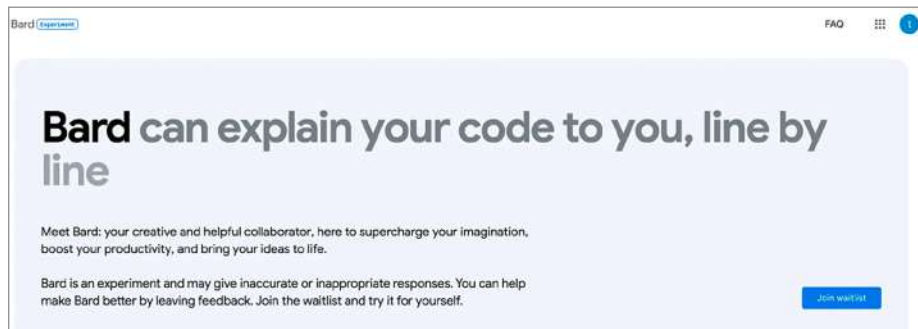 Bard Experiment
FAQ
t
Bard can explain your code to you, line by
line
Meet Bard: your creative and helpful collaborator, here to supercharge your imagination,
boost your productivity, and bring your ideas to life.
Bard is an experiment and may give inaccurate or inappropriate responses. You can help
make Bard better by leaving feedback. Join the waitlist and try it for yourself.
Join waitlist